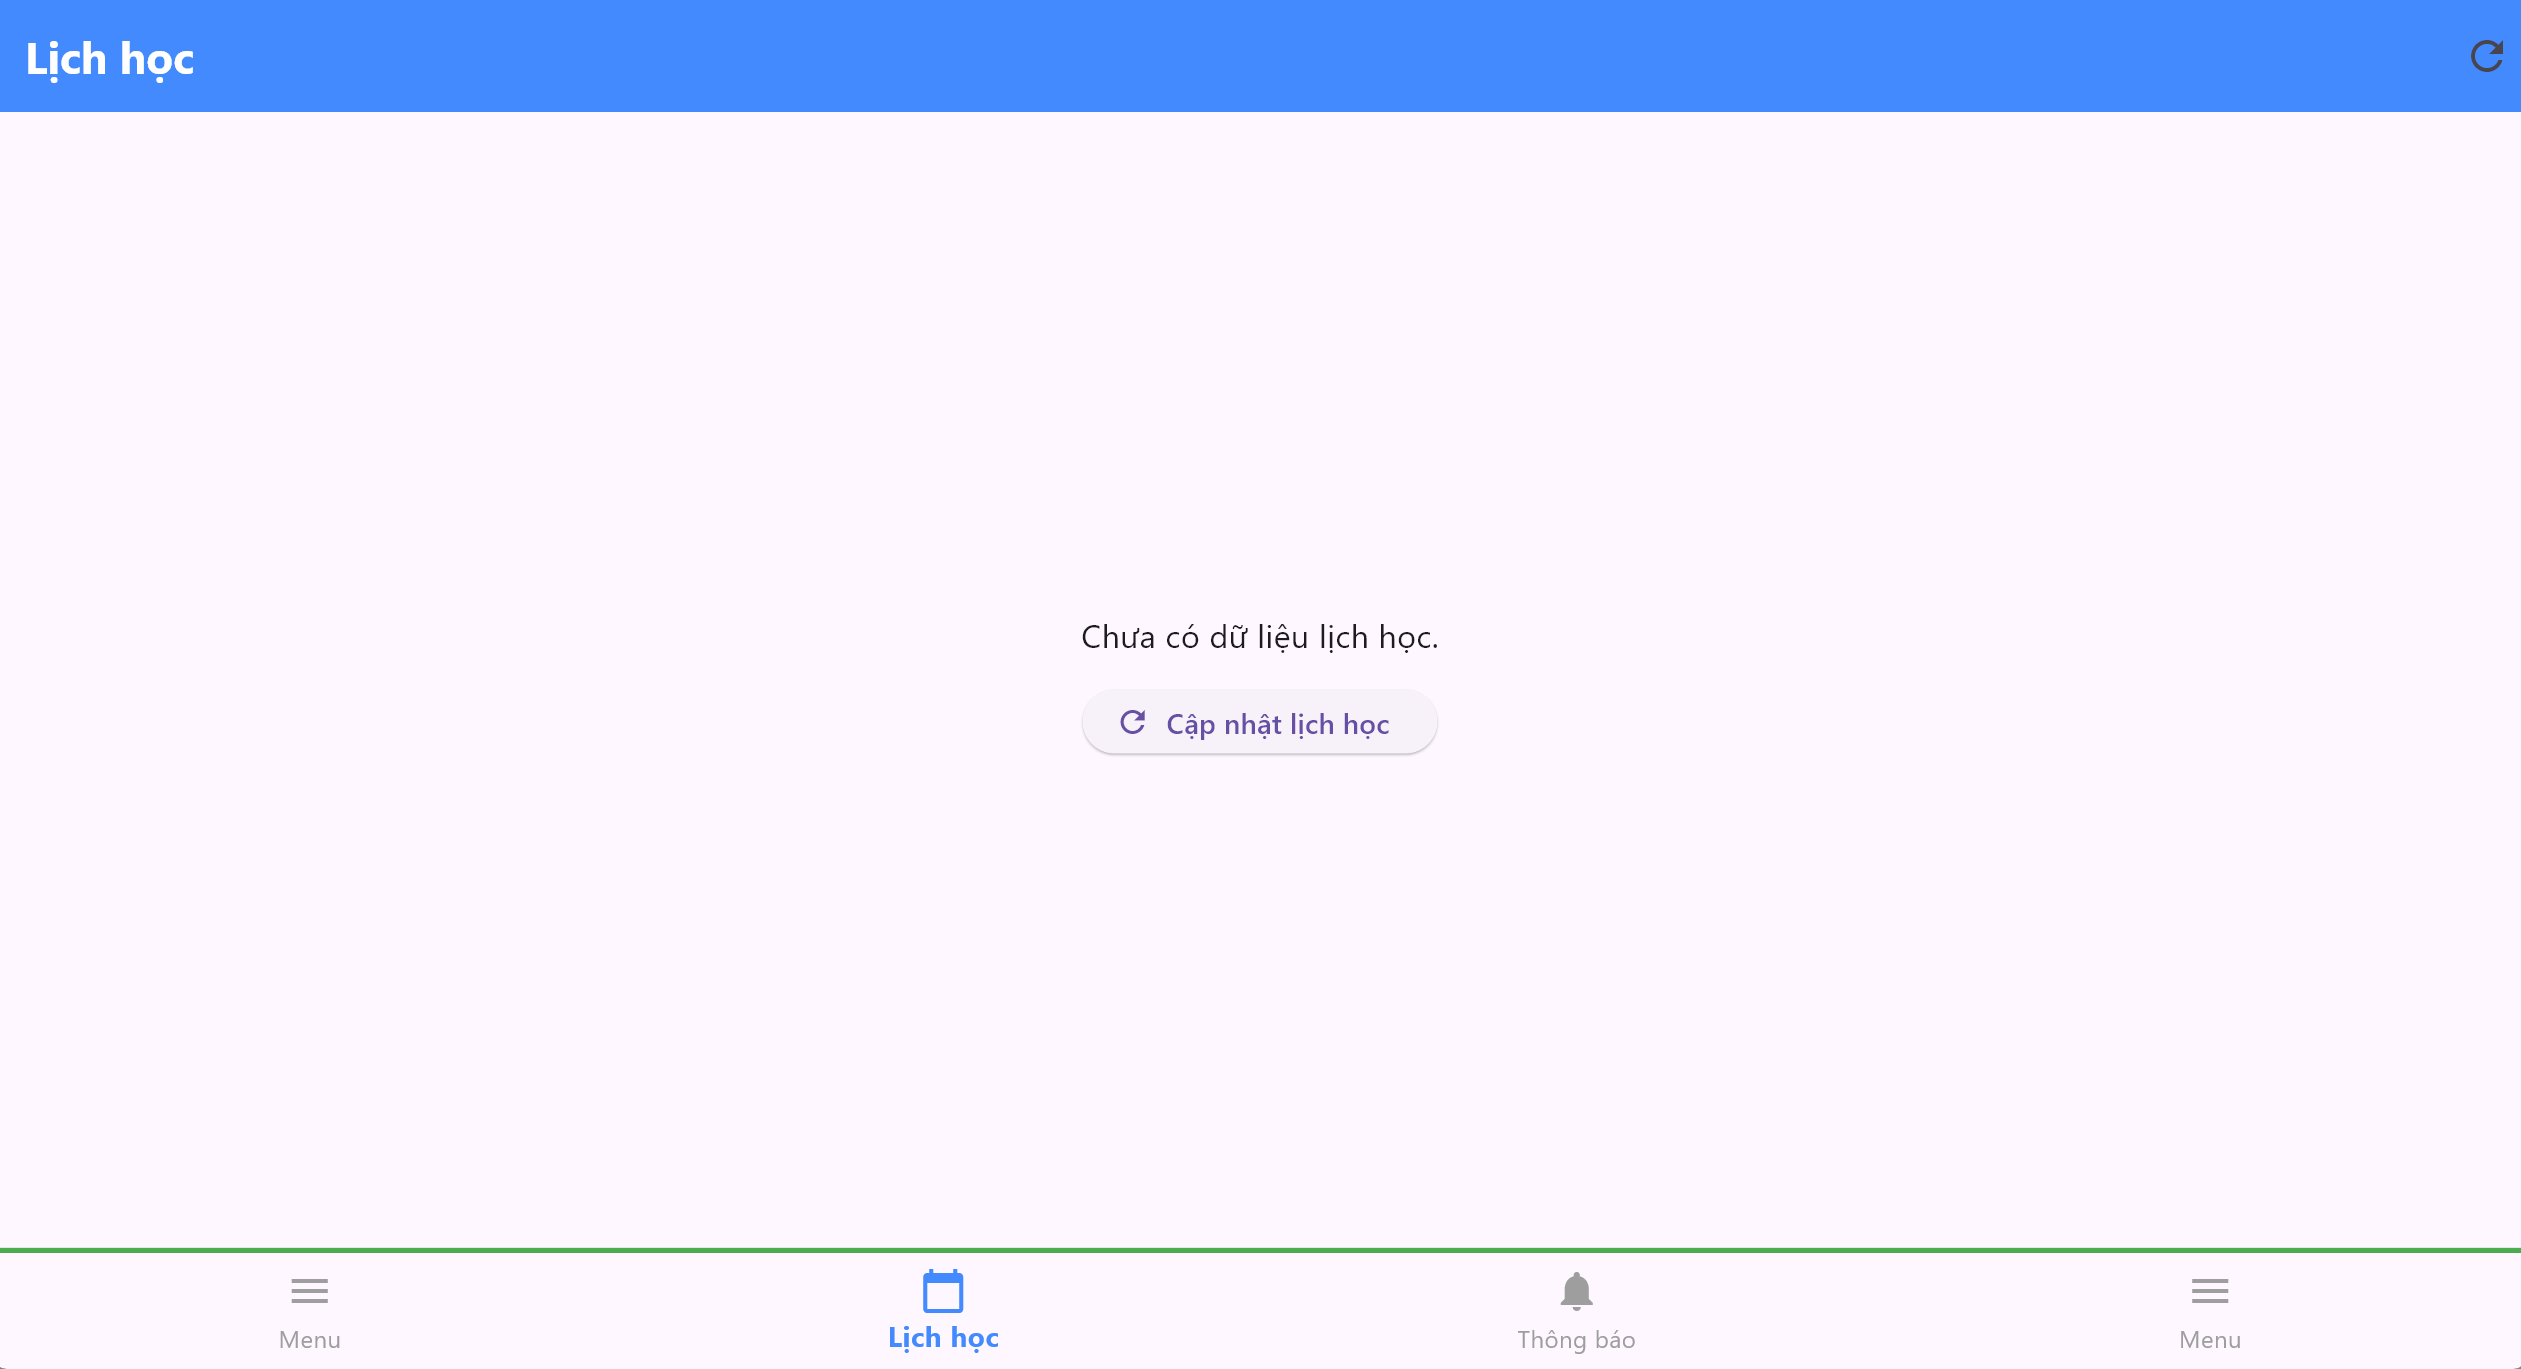 Lịch học
Chưa có dữ liệu lịch học.
Cập nhật lịch học
Menu
Lịch học
Thông báo
Menu